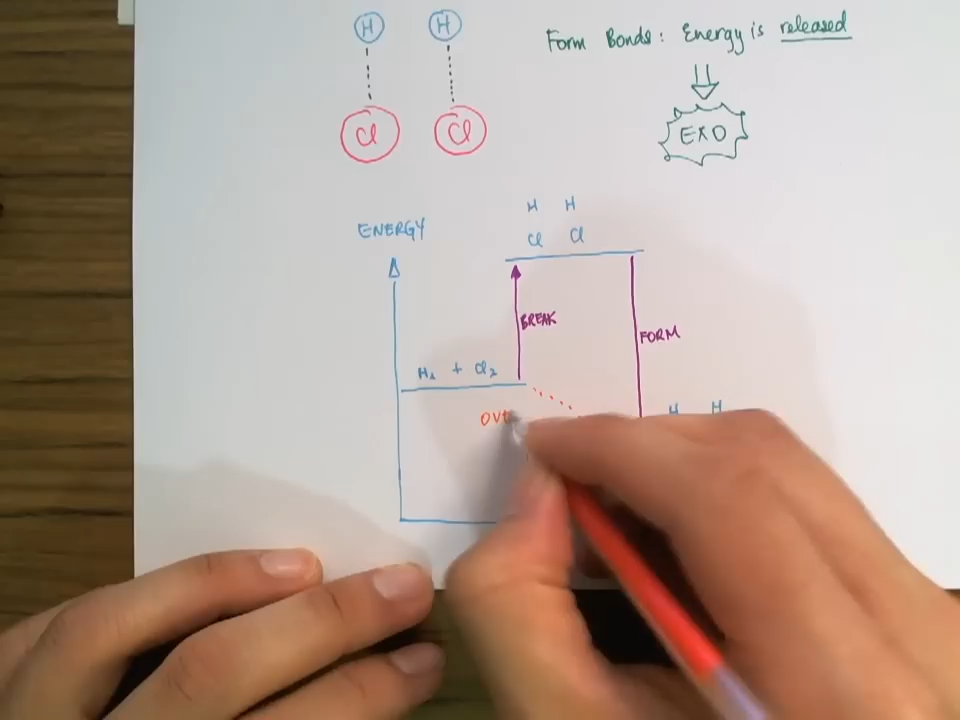 H H
Form Bonds: Energy is released
Cl Cl
EXO
ENERGY
H H
Cl Cl
BREAK
FORM
H₂ + Cl₂
H H